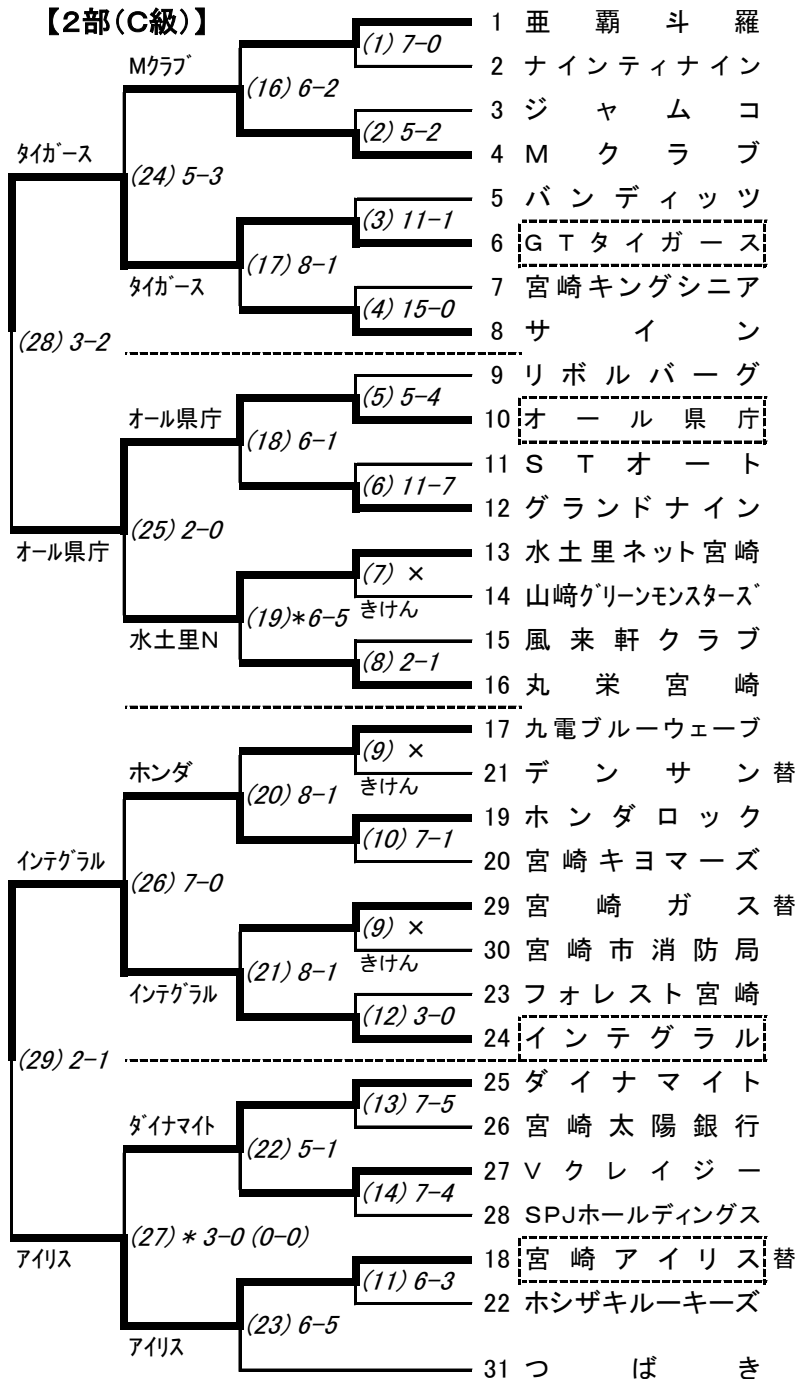 【2部(C級)】
1 亜覇斗羅
(1) 7-0
2 ナインティナイン
Mクラブ
(16) 6-2
3 ジャムコ
(2) 5-2
4 Mクラブ
タイガース
(24) 5-3
5 バンディッツ
(3) 11-1
6 GTタイガース
(17) 8-1
タイガース
7 宮崎キングシニア
(4) 15-0
8 サイン
(28) 3-2
9 リボルバーグ
(5) 5-4
オール県庁
10 オール県庁
(18) 6-1
11 STオート
(6) 11-7
12 グランドナイン
オール県庁
(25) 2-0
13 水土里ネット宮崎
(7) ×
きけん
14 山﨑グリーンモンスターズ
(19)*6-5
水土里N
15 風来軒クラブ
(8) 2-1
16 丸栄宮崎
17 九電ブルーウェーブ
(9) ×
きけん
ホンダ
21 デンサン 替
(20) 8-1
19 ホンダロック
(10) 7-1
20 宮崎キヨマーズ
インテグラル
(26) 7-0
29 宮崎ガス 替
(9) ×
きけん
30 宮崎市消防局
(21) 8-1
インテグラル
23 フォレスト宮崎
(12) 3-0
24 インテグラル
(29) 2-1
25 ダイナマイト
(13) 7-5
26 宮崎太陽銀行
ダイナマイト
(22) 5-1
27 Vクレイジー
(14) 7-4
28 SPJホールディングス
アイリス
(27) * 3-0 (0-0)
18 宮崎アイリス 替
(11) 6-3
22 ホシザキルーキーズ
(23) 6-5
アイリス
31 つばき